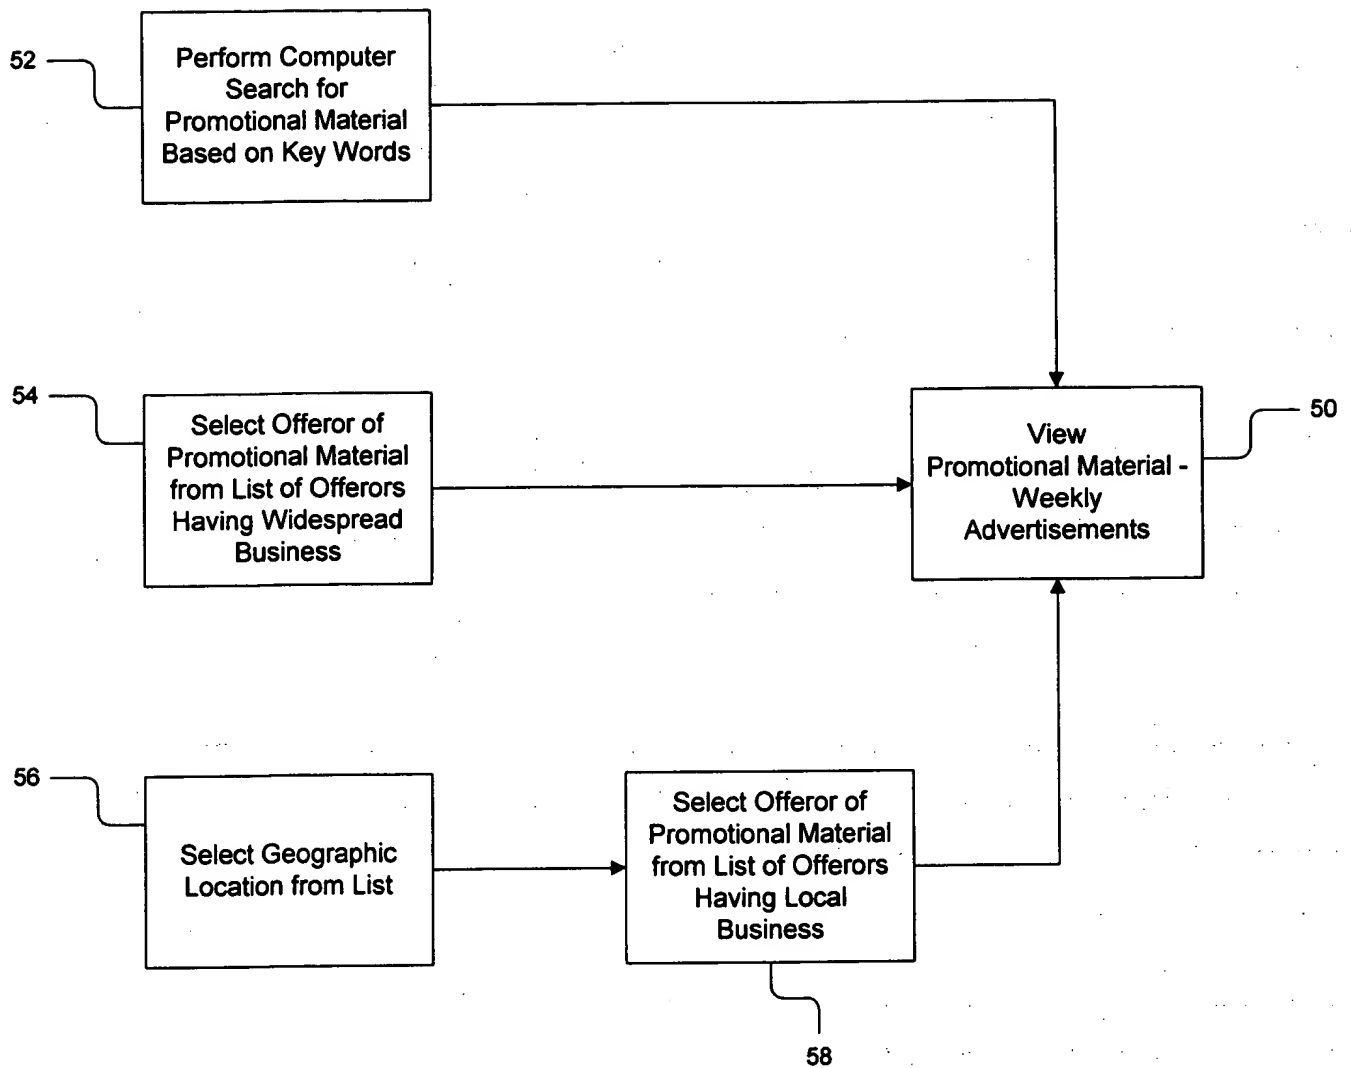 52
Perform Computer
Search for
Promotional Material
Based on Key Words
54
Select Offeror of
Promotional Material
from List of Offerors
Having Widespread
Business
View
Promotional Material -
Weekly
Advertisements
50
56
Select Geographic
Location from List
Select Offeror of
Promotional Material
from List of Offerors
Having Local
Business
58